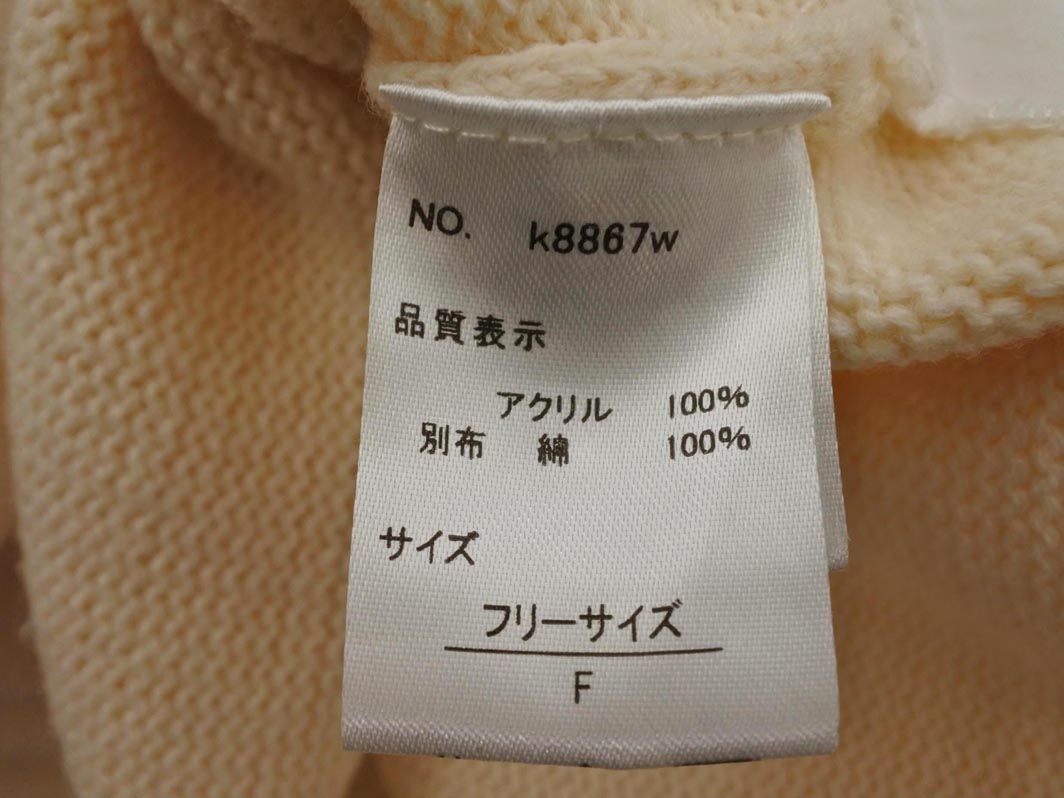 NO. k8867w
品質表示
アクリル 100%
別布 綿 100%
サイズ
フリーサイズ
F